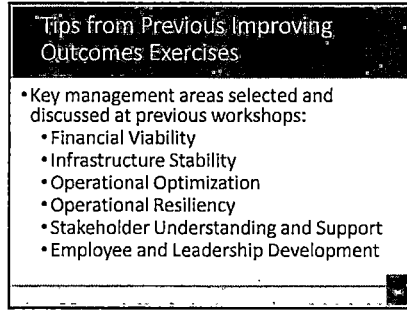 Tips from Previous Improving
Outcomes Exercises
•Key management areas selected and
discussed at previous workshops:
•Financial Viability
•Infrastructure Stability
•Operational Optimization
•Operational Resiliency
•Stakeholder Understanding and Support
•Employee and Leadership Development